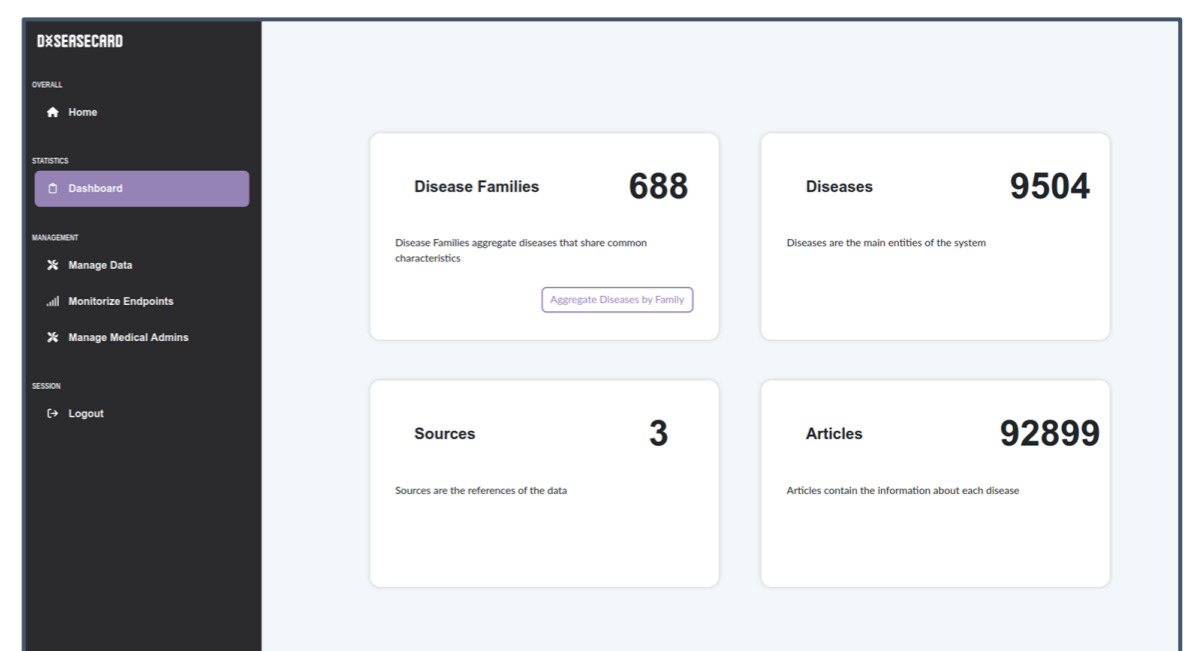 DXSEASECARD
OVERALL
Home
STATISTICS
Dashboard
MANAGEMENT
Manage Data
Monitorize Endpoints
Manage Medical Admins
SESSION
Logout
Disease Families 688
Disease Families aggregate diseases that share common
characteristics
Aggregate Diseases by Family
Diseases 9504
Diseases are the main entities of the system
Sources 3
Sources are the references of the data
Articles 92899
Articles contain the information about each disease